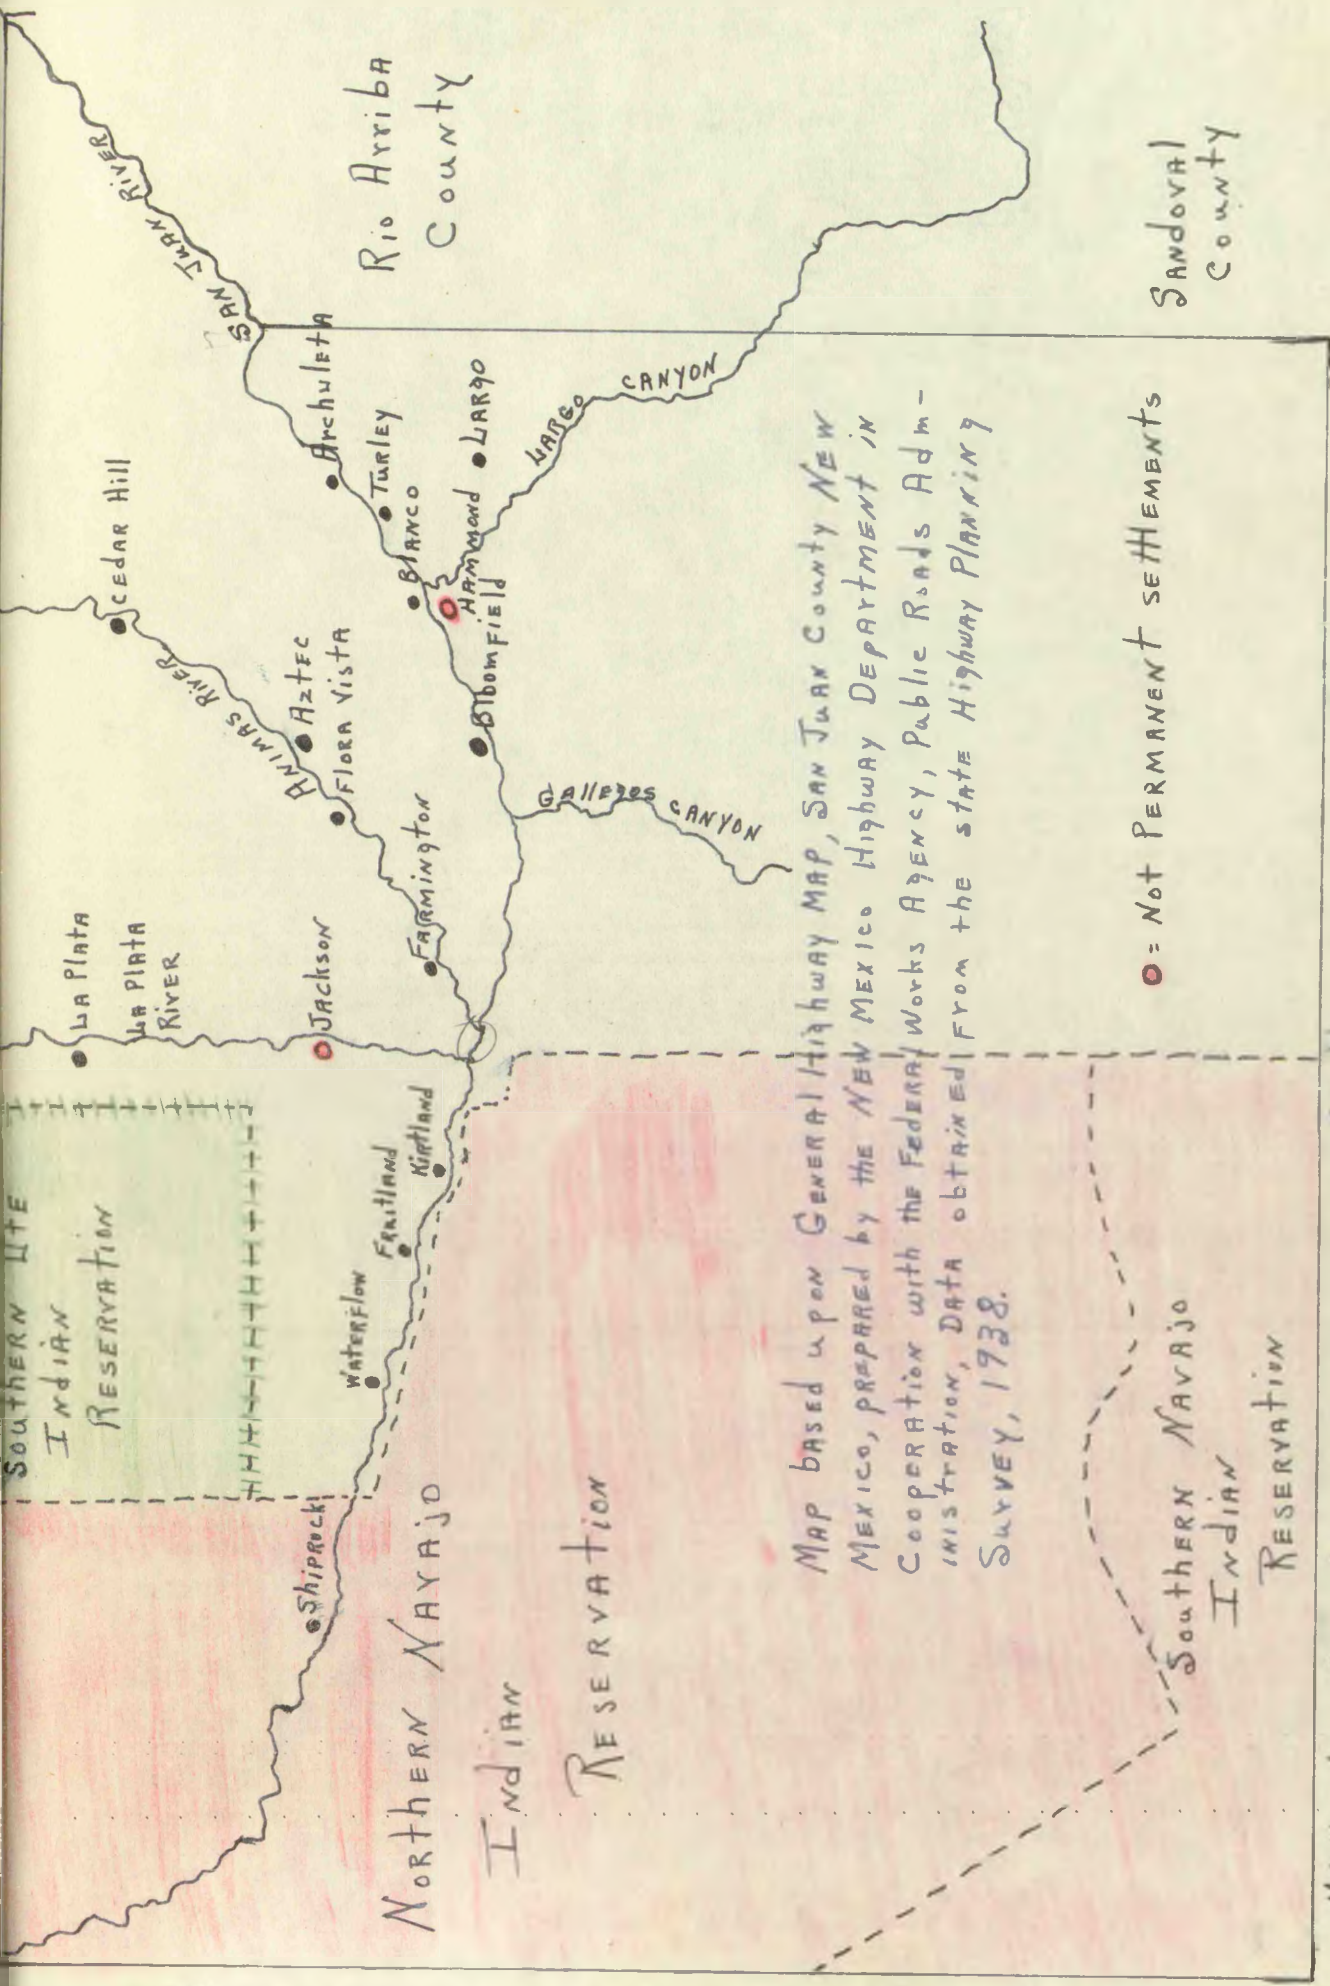 Southern Ute
Indian
Reservation
La Plata
La Plata
River
Cedar Hill
San Juan River
Animas River
Jackson
Aztec
Flora Vista
Archuleta
Rio Arriba
County
Shiprock
Waterflow
Fruitland
Kirtland
Farmington
Turley
Blanco
Hammond
Largo
Bloomfield
Largo Canyon
Gallegos Canyon
Northern Navajo
Indian
Reservation
Map based upon General Highway Map, San Juan County New
Mexico, prepared by the New Mexico Highway Department in
Cooperation with the Federal Works Agency, Public Roads Adm-
inistration, Data obtained from the state Highway Planning
Survey, 1938.
Southern Navajo
Indian
Reservation
O = Not Permanent settlements
Sandoval
County